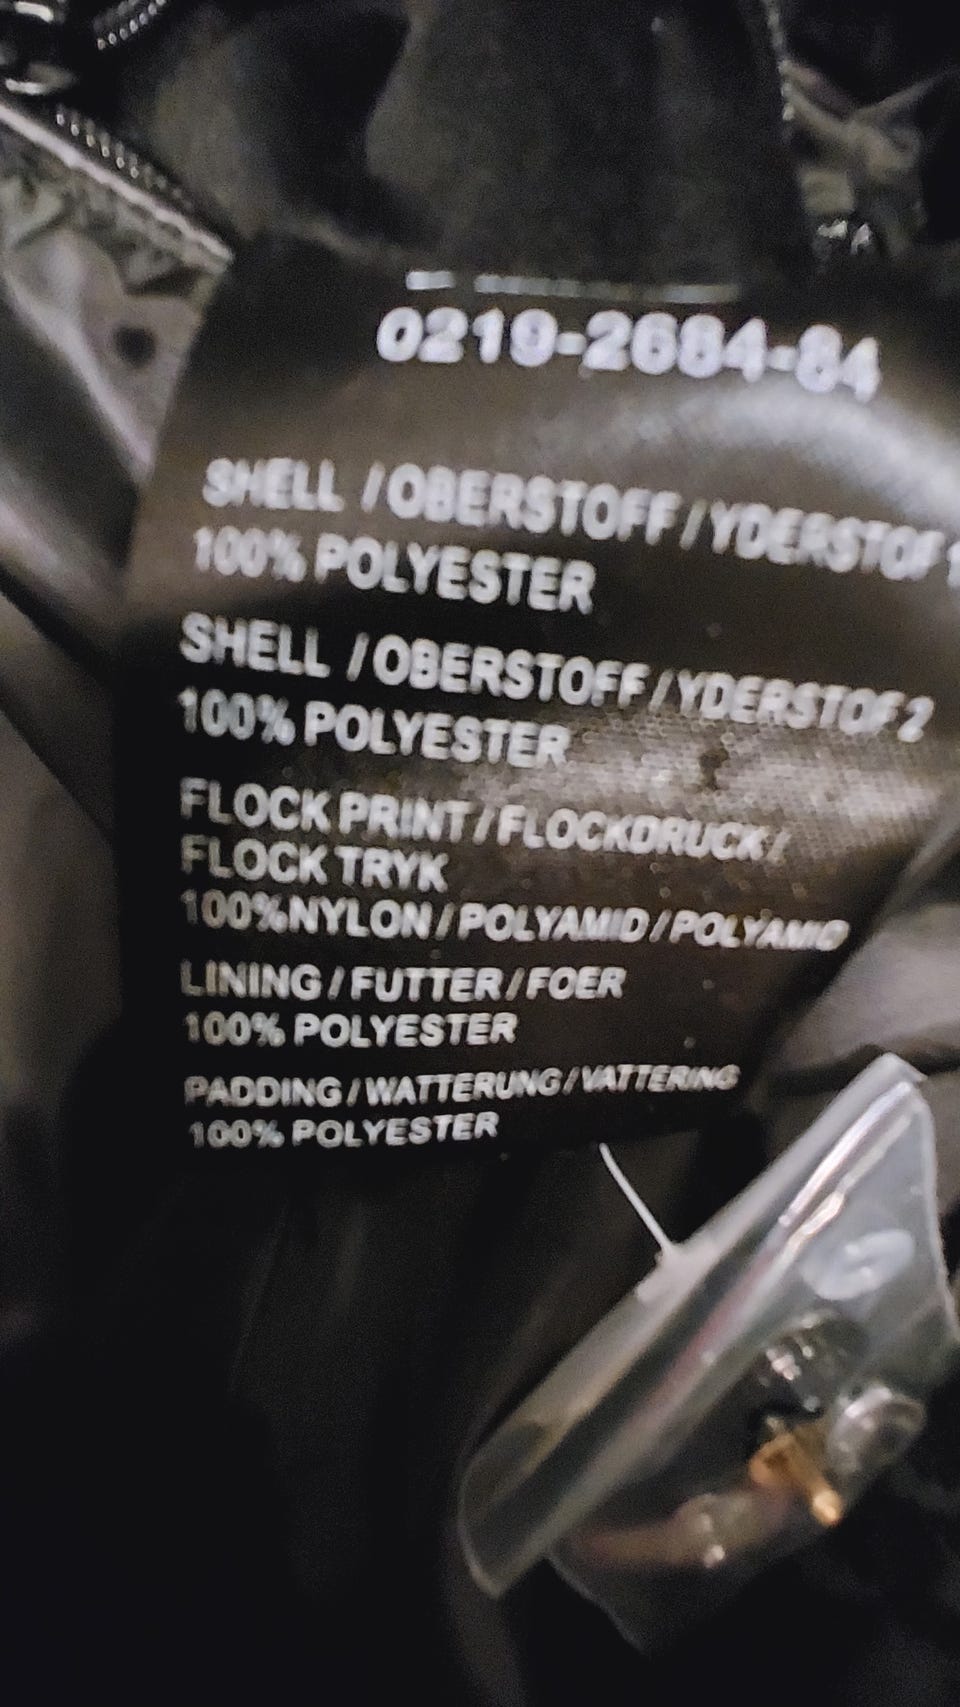 0219-2684-84
SHELL / OBERSTOFF / YDERSTOF 1
100% POLYESTER
SHELL / OBERSTOFF / YDERSTOF 2
100% POLYESTER
FLOCK PRINT / FLOCKDRUCK /
FLOCK TRYK
100%NYLON / POLYAMID / POLYAMID
LINING / FUTTER / FOER
100% POLYESTER
PADDING / WATTERUNG / VATTERING
100% POLYESTER